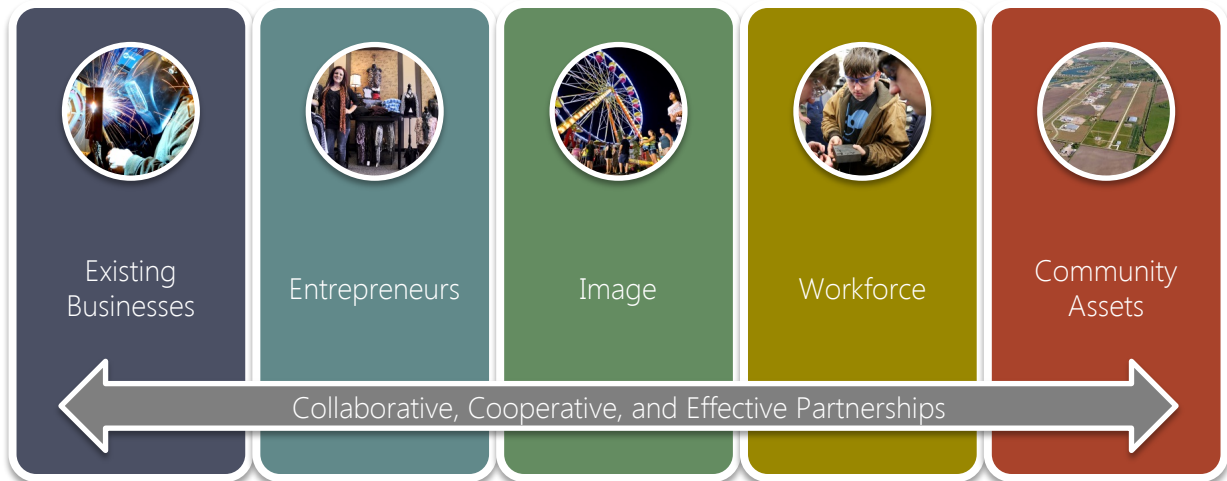 Existing
Businesses
Entrepreneurs
Image
Workforce
Community
Assets
Collaborative, Cooperative, and Effective Partnerships